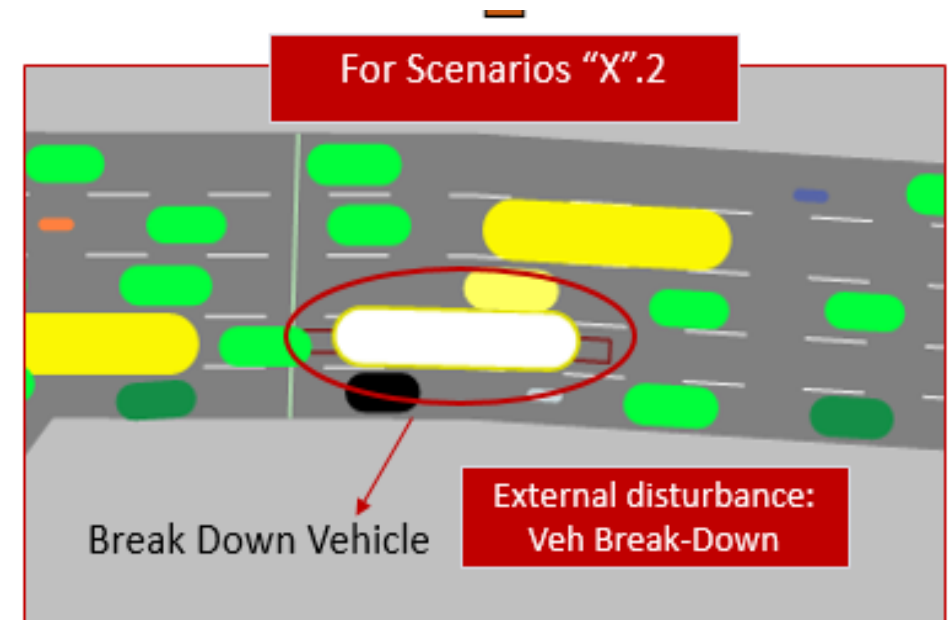 For Scenarios “X”.2
Break Down Vehicle
External disturbance:
Veh Break-Down